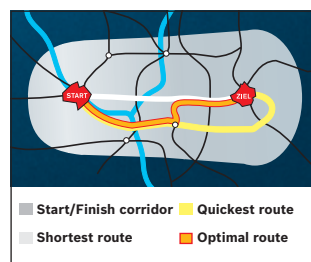 START
ZIEL
Start/Finish corridor
Quickest route
Shortest route
Optimal route